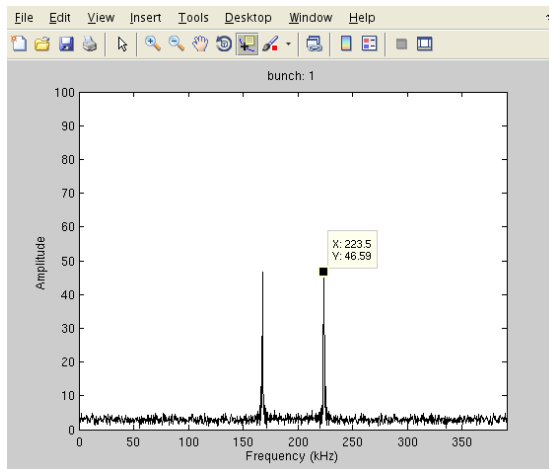 File Edit View Insert Tools Desktop Window Help
bunch: 1
100
90
80
70
60
50
40
30
20
10
0
Amplitude
X: 223.5
Y: 46.59
0 50 100 150 200 250 300 350
Frequency (kHz)